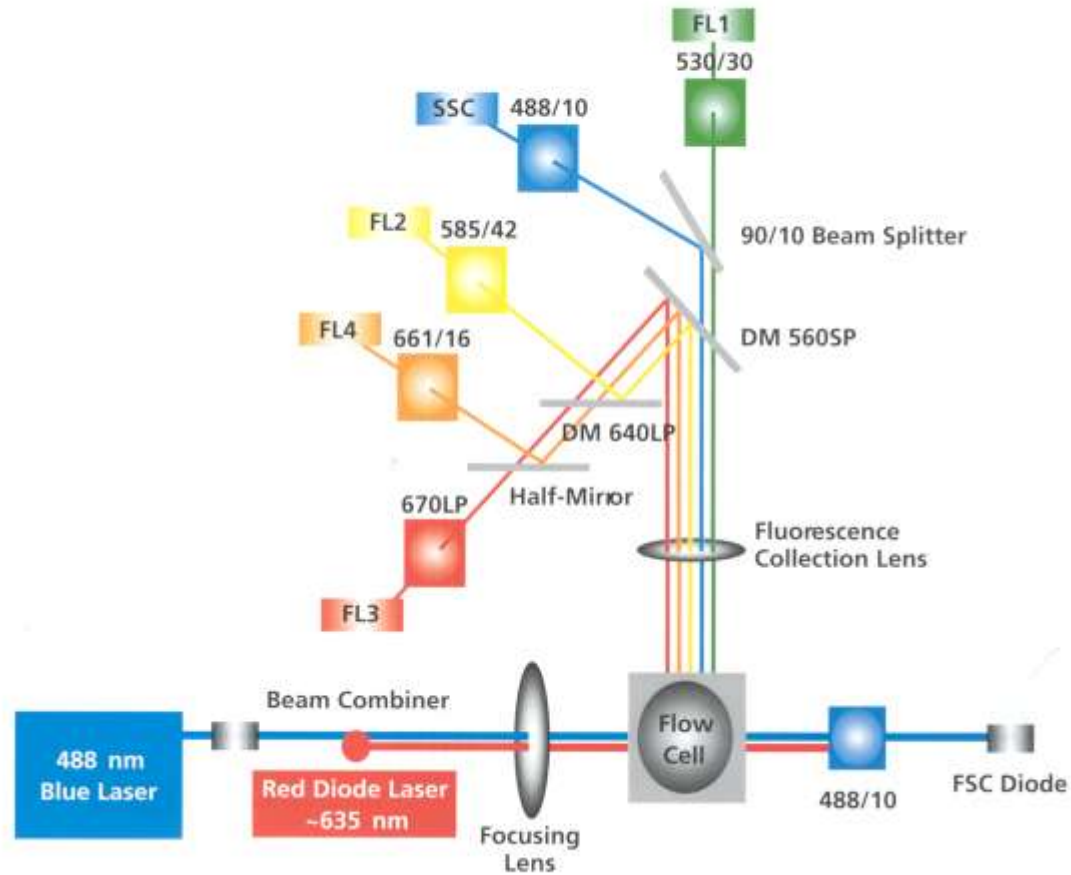 FL1
530/30
SSC
488/10
90/10 Beam Splitter
FL2
585/42
DM 560SP
FL4
661/16
DM 640LP
Half-Mirror
670LP
Fluorescence
Collection Lens
FL3
Beam Combiner
488 nm
Blue Laser
Red Diode Laser
~635 nm
Focusing
Lens
Flow
Cell
488/10
FSC Diode